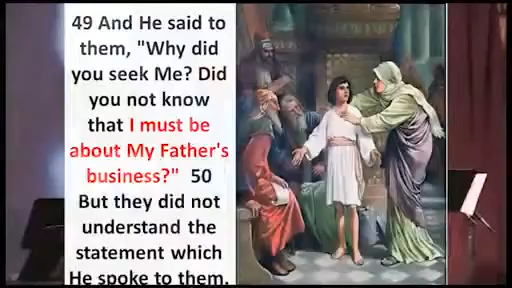 49 And He said to
them, "Why did
you seek Me? Did
you not know
that I must be
about My Father's
business?"  50
But they did not
understand the
statement which
He spoke to them.